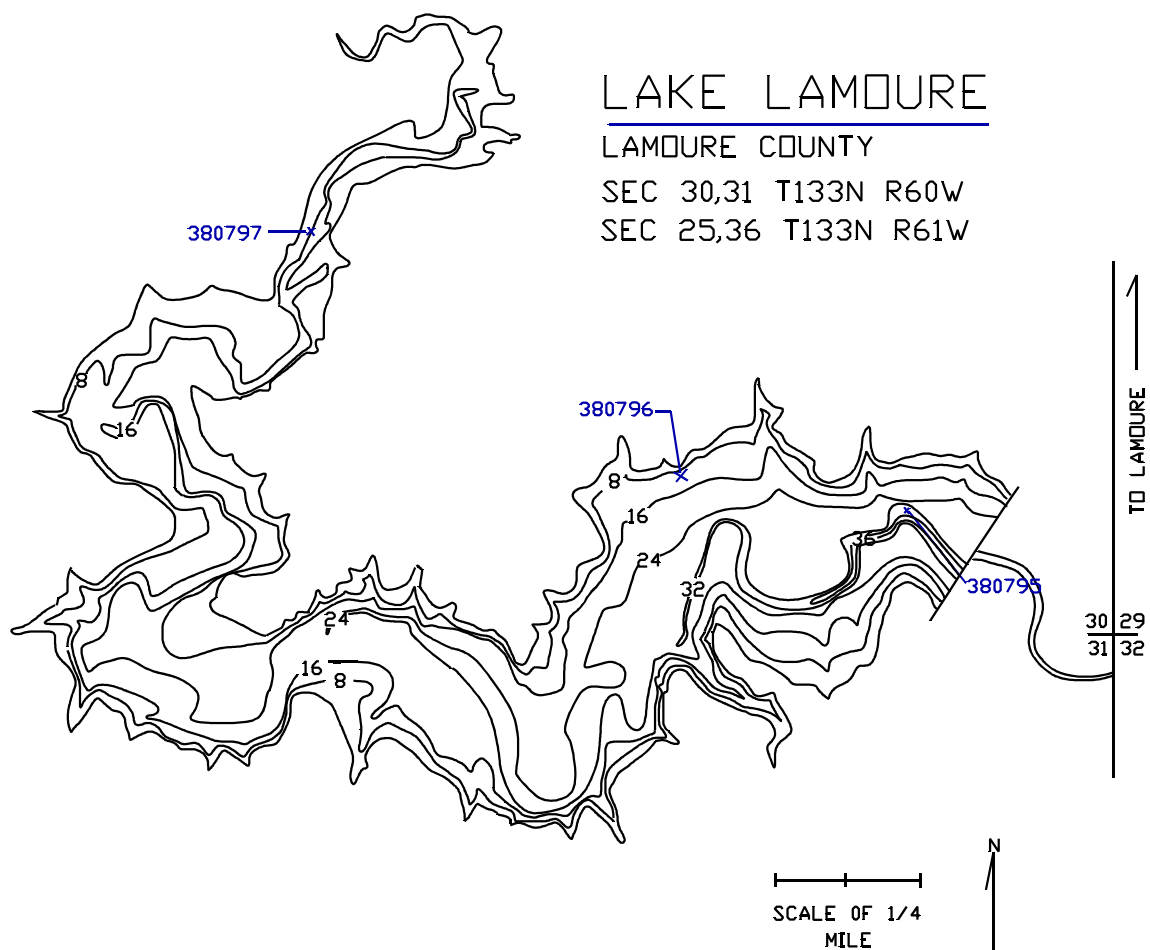 LAKE LAMOURE
LAMOURE COUNTY
SEC 30,31 T133N R60W
SEC 25,36 T133N R61W
380797
8
16
380796
8
16
24
36
32
380795
24
16
8
TO LAMOURE
30 29
31 32
N
SCALE OF 1/4
MILE